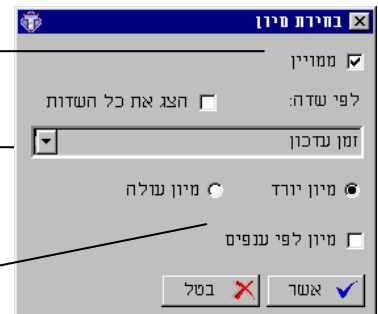 בחירת מיון
ממויין
לפי שדה: הצג את כל השדות
זמן עדכון
מיון יורד מיון עולה
מיון לפי ענפים
אשר בטל